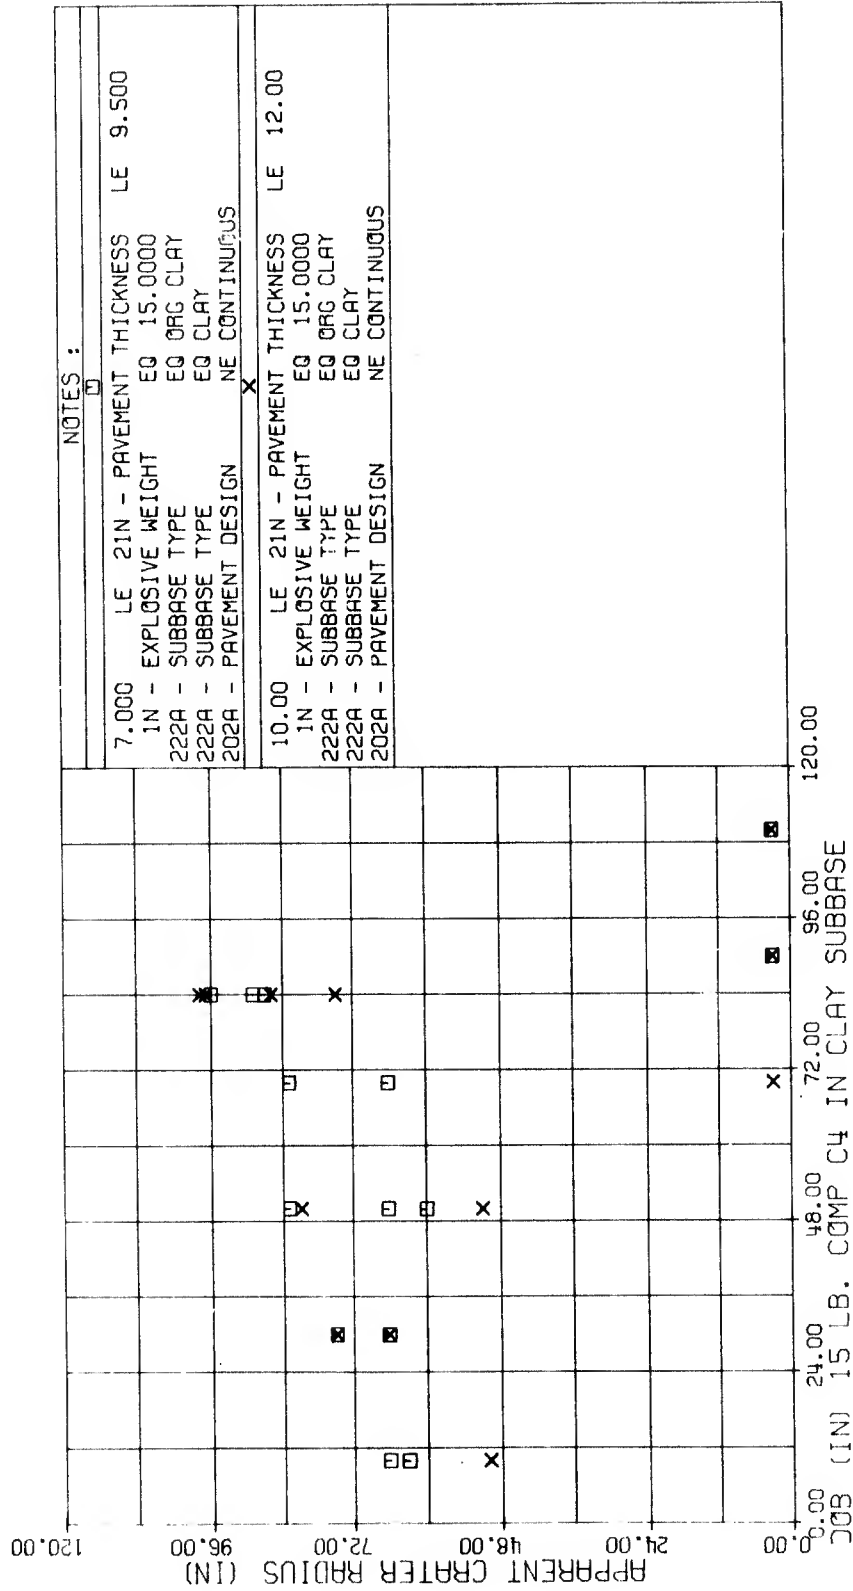 NOTES :
7.000 LE 21N - PAVEMENT THICKNESS LE 9.500
1N - EXPLOSIVE WEIGHT EQ 15.0000
222A - SUBBASE TYPE EQ ORG CLAY
222A - SUBBASE TYPE EQ CLAY
202A - PAVEMENT DESIGN NE CONTINUOUS
10.00 LE 21N - PAVEMENT THICKNESS LE 12.00
1N - EXPLOSIVE WEIGHT EQ 15.0000
222A - SUBBASE TYPE EQ ORG CLAY
222A - SUBBASE TYPE EQ CLAY
202A - PAVEMENT DESIGN NE CONTINUOUS
APPARENT CRATER RADIUS (IN)
120.00
96.00
72.00
48.00
24.00
0.00
0.00 24.00 48.00 72.00 96.00 120.00
DOB (IN) 15 LB. COMP C4 IN CLAY SUBBASE